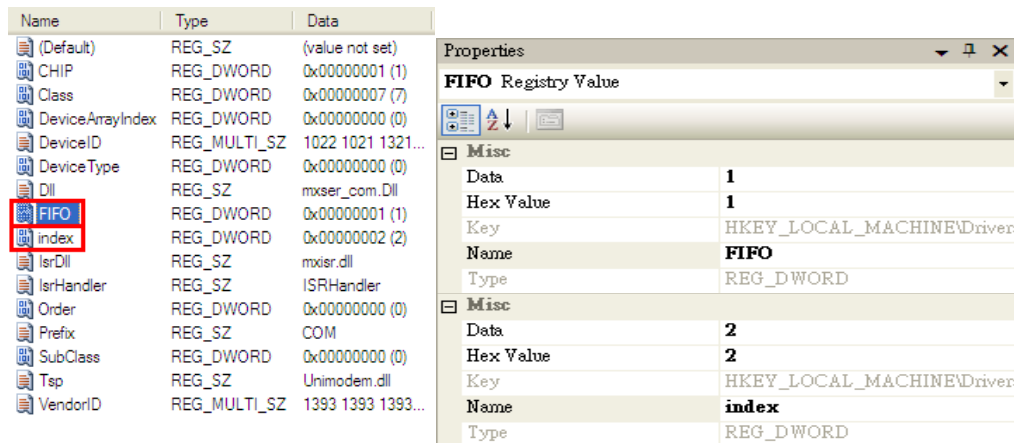 Name Type Data
(Default) REG_SZ (value not set)
CHIP REG_DWORD 0x00000001 (1)
Class REG_DWORD 0x00000007 (7)
DeviceArrayIndex REG_DWORD 0x00000000 (0)
DeviceID REG_MULTI_SZ 1022 1021 1321...
DeviceType REG_DWORD 0x00000000 (0)
Dll REG_SZ mxser_com.Dll
FIFO REG_DWORD 0x00000001 (1)
index REG_DWORD 0x00000002 (2)
IsrDll REG_SZ mxisr.dll
IsrHandler REG_SZ ISRHandler
Order REG_DWORD 0x00000000 (0)
Prefix REG_SZ COM
SubClass REG_DWORD 0x00000000 (0)
Tsp REG_SZ Unimodem.dll
VendorID REG_MULTI_SZ 1393 1393 1393...
Properties
FIFO Registry Value
Misc
Data 1
Hex Value 1
Key HKEY_LOCAL_MACHINE\Driver
Name FIFO
Type REG_DWORD
Misc
Data 2
Hex Value 2
Key HKEY_LOCAL_MACHINE\Driver
Name index
Type REG_DWORD